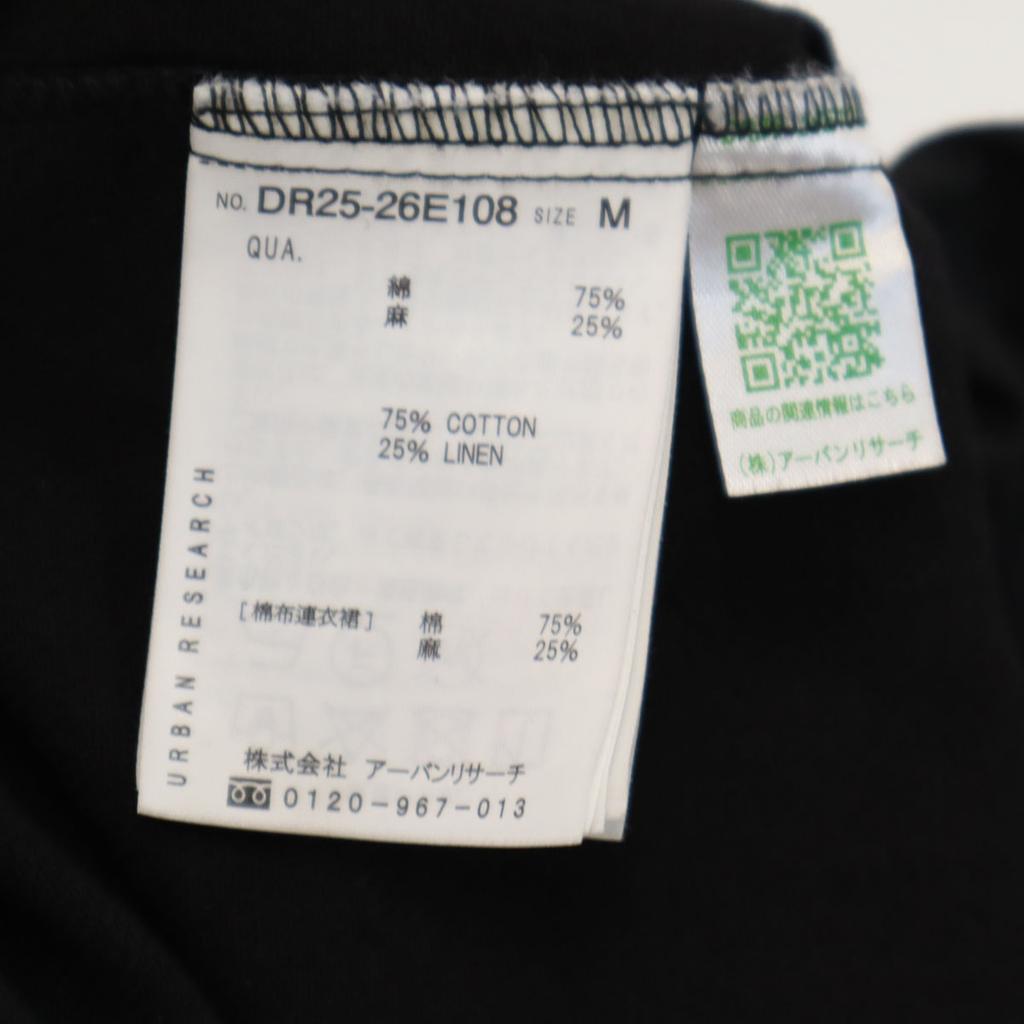 NO. DR25-26E108 SIZE M
QUA.
綿 75%
麻 25%
75% COTTON
25% LINEN
[棉布連衣裙] 棉 75%
麻 25%
URBAN RESEARCH
株式会社 アーバンリサーチ
0120-967-013
商品の関連情報はこちら
(株)アーバンリサーチ